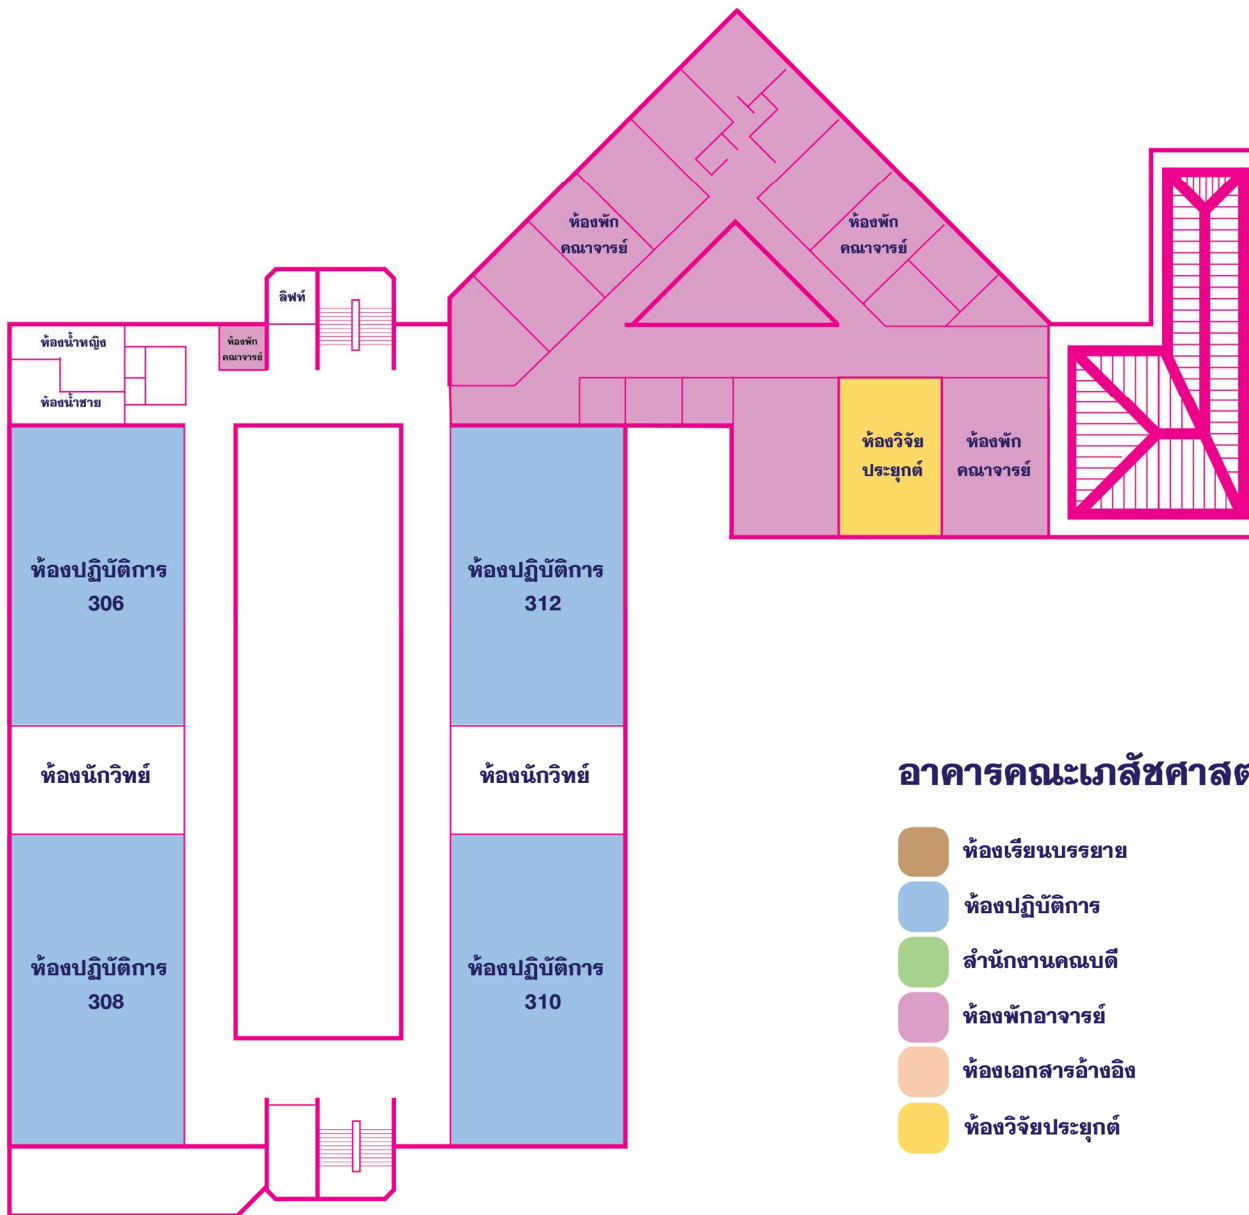 ห้องพัก
คณาจารย์
ห้องพัก
คณาจารย์
ลิฟท์
ห้องน้ำหญิง
ห้องพัก
คณาจารย์
ห้องน้ำชาย
ห้องวิจัย
ประยุกต์
ห้องพัก
คณาจารย์
ห้องปฏิบัติการ
306
ห้องปฏิบัติการ
312
ห้องนักวิทย์
ห้องนักวิทย์
ห้องปฏิบัติการ
308
ห้องปฏิบัติการ
310
อาคารคณะเภสัชศาสต
ห้องเรียนบรรยาย
ห้องปฏิบัติการ
สำนักงานคณบดี
ห้องพักอาจารย์
ห้องเอกสารอ้างอิง
ห้องวิจัยประยุกต์